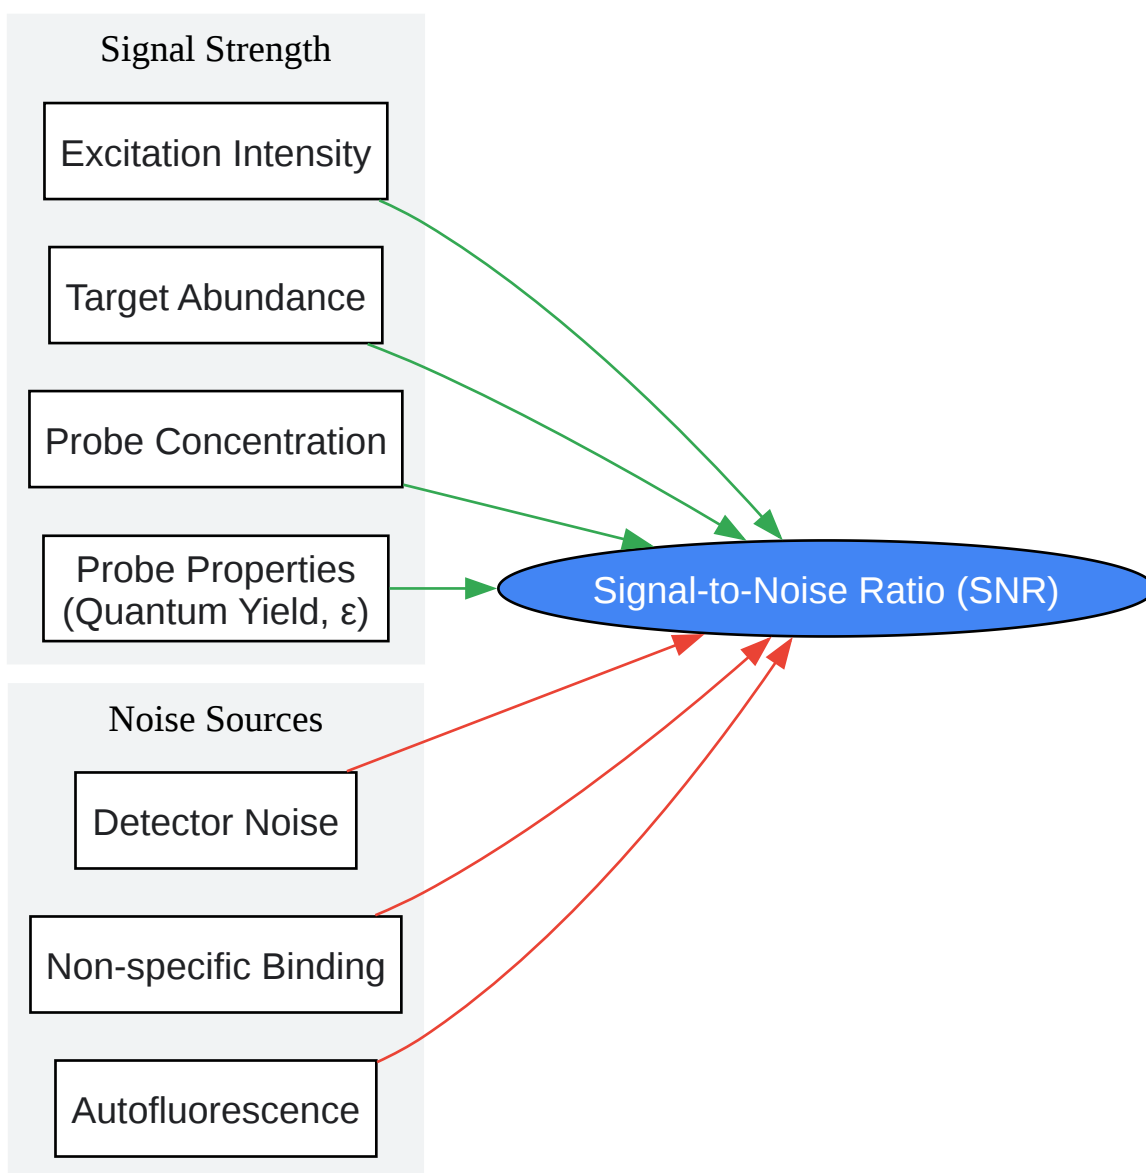 Signal Strength
Excitation Intensity
Target Abundance
Probe Concentration
Probe Properties
(Quantum Yield, ε)
Signal-to-Noise Ratio (SNR)
Noise Sources
Detector Noise
Non-specific Binding
Autofluorescence